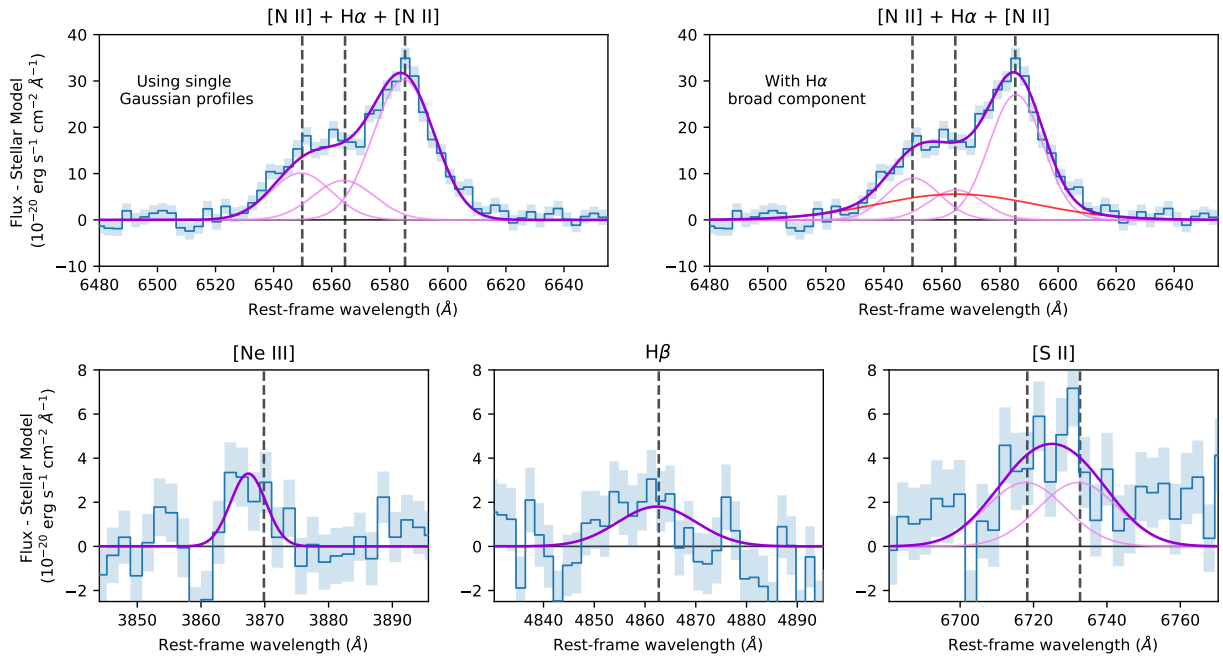 [N II] + Hα + [N II]
Using single
Gaussian profiles
40
30
20
10
0
−10
6480 6500 6520 6540 6560 6580 6600 6620 6640
Rest-frame wavelength (Å)
Flux - Stellar Model
(10⁻²⁰ erg s⁻¹ cm⁻² Å⁻¹)
[N II] + Hα + [N II]
With Hα
broad component
40
30
20
10
0
−10
6480 6500 6520 6540 6560 6580 6600 6620 6640
Rest-frame wavelength (Å)
[Ne III]
8
6
4
2
0
−2
3850 3860 3870 3880 3890
Rest-frame wavelength (Å)
Flux - Stellar Model
(10⁻²⁰ erg s⁻¹ cm⁻² Å⁻¹)
Hβ
8
6
4
2
0
−2
4840 4850 4860 4870 4880 4890
Rest-frame wavelength (Å)
[S II]
8
6
4
2
0
−2
6700 6720 6740 6760
Rest-frame wavelength (Å)